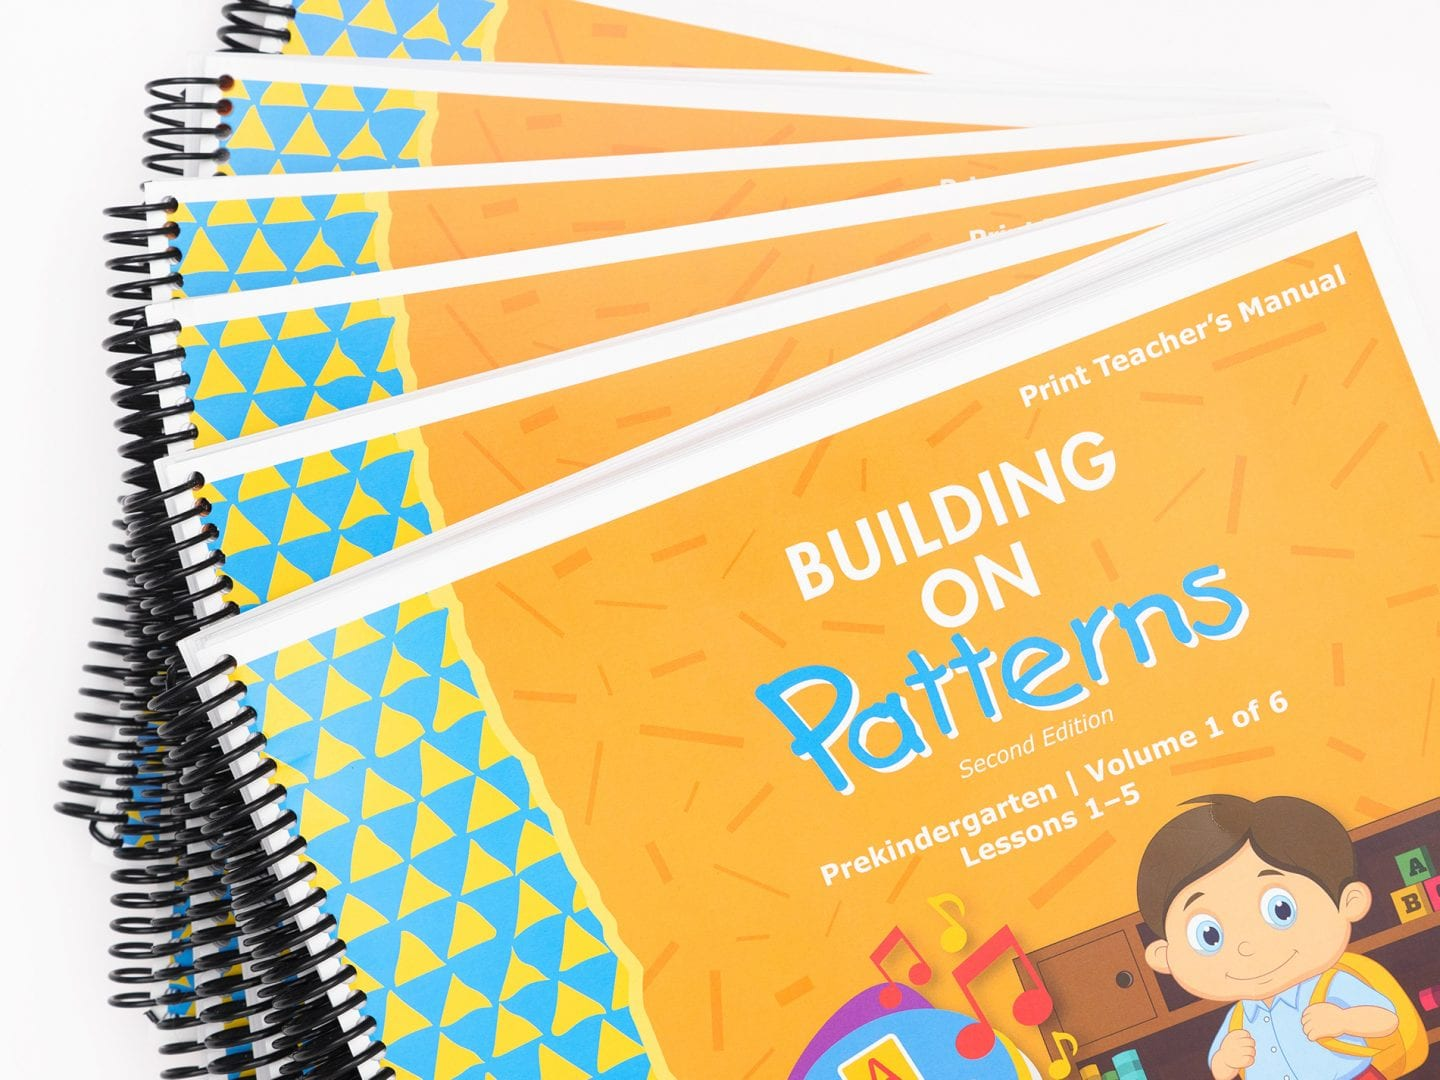 Print Teacher's Manual
BUILDING
ON
Patterns
Second Edition
Prekindergarten | Volume 1 of 6
Lessons 1–5
A
B
A